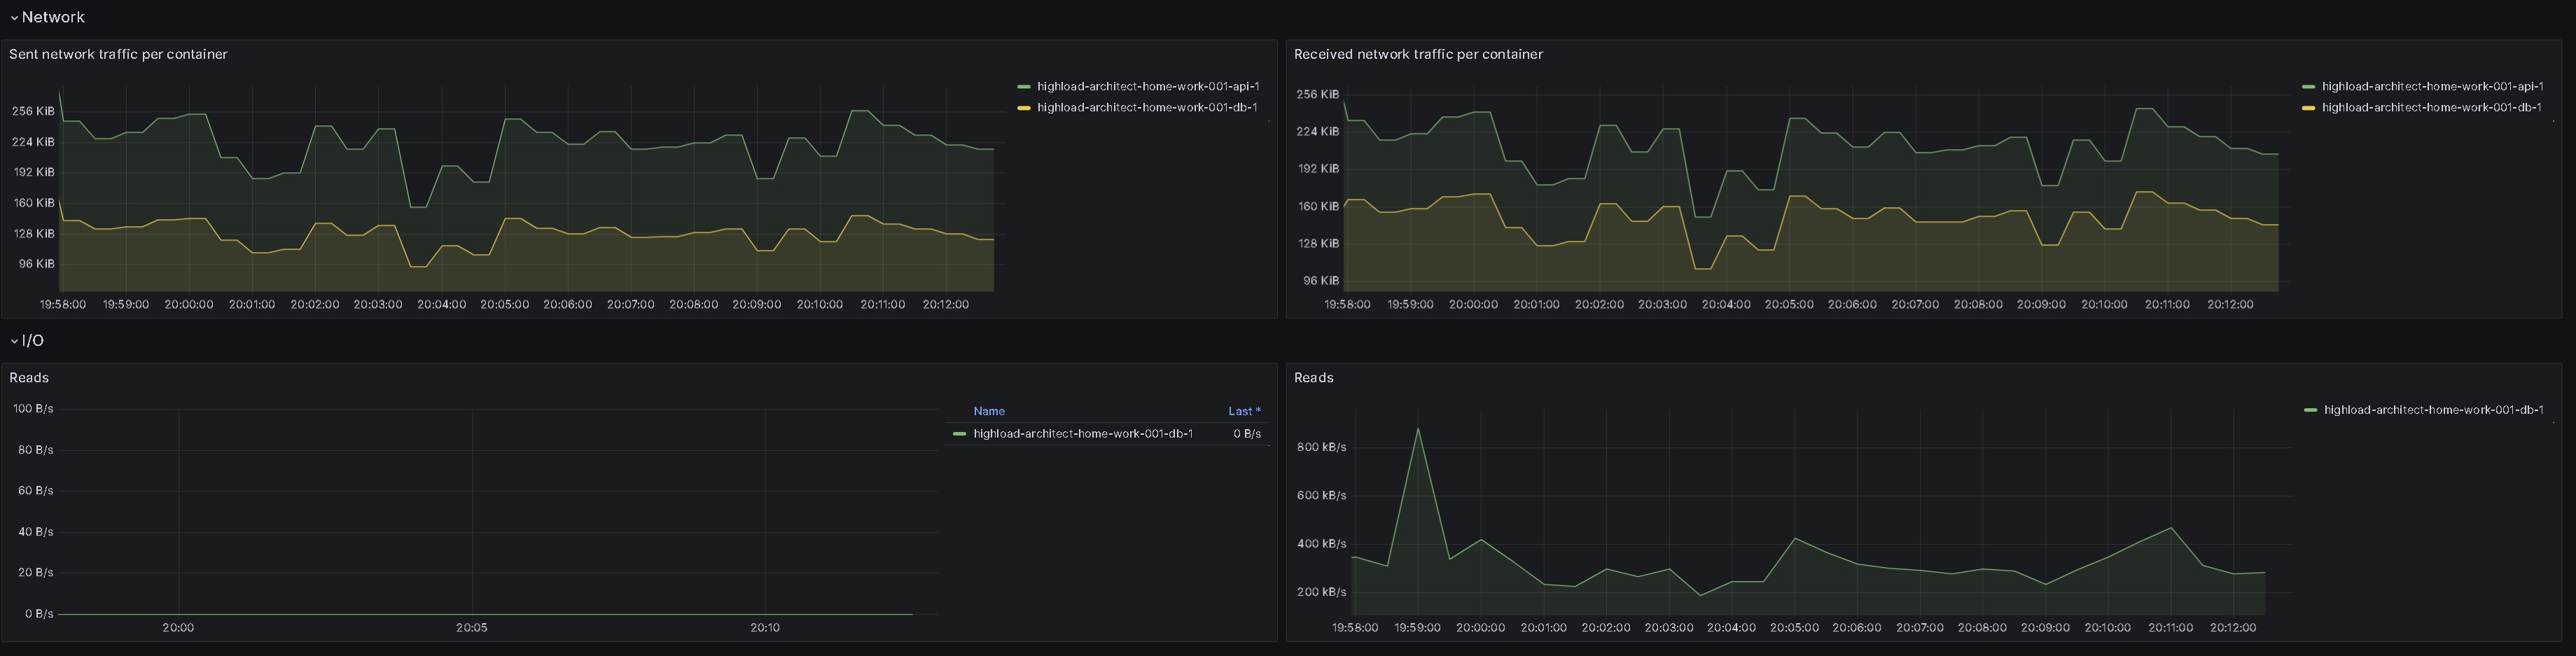 Network
Sent network traffic per container
256 KiB
224 KiB
192 KiB
160 KiB
128 KiB
96 KiB
19:58:00 19:59:00 20:00:00 20:01:00 20:02:00 20:03:00 20:04:00 20:05:00 20:06:00 20:07:00 20:08:00 20:09:00 20:10:00 20:11:00 20:12:00
highload-architect-home-work-001-api-1
highload-architect-home-work-001-db-1
Received network traffic per container
256 KiB
224 KiB
192 KiB
160 KiB
128 KiB
96 KiB
19:58:00 19:59:00 20:00:00 20:01:00 20:02:00 20:03:00 20:04:00 20:05:00 20:06:00 20:07:00 20:08:00 20:09:00 20:10:00 20:11:00 20:12:00
highload-architect-home-work-001-api-1
highload-architect-home-work-001-db-1
I/O
Reads
100 B/s
80 B/s
60 B/s
40 B/s
20 B/s
0 B/s
20:00 20:05 20:10
Name Last *
highload-architect-home-work-001-db-1 0 B/s
Reads
800 kB/s
600 kB/s
400 kB/s
200 kB/s
19:58:00 19:59:00 20:00:00 20:01:00 20:02:00 20:03:00 20:04:00 20:05:00 20:06:00 20:07:00 20:08:00 20:09:00 20:10:00 20:11:00 20:12:00
highload-architect-home-work-001-db-1